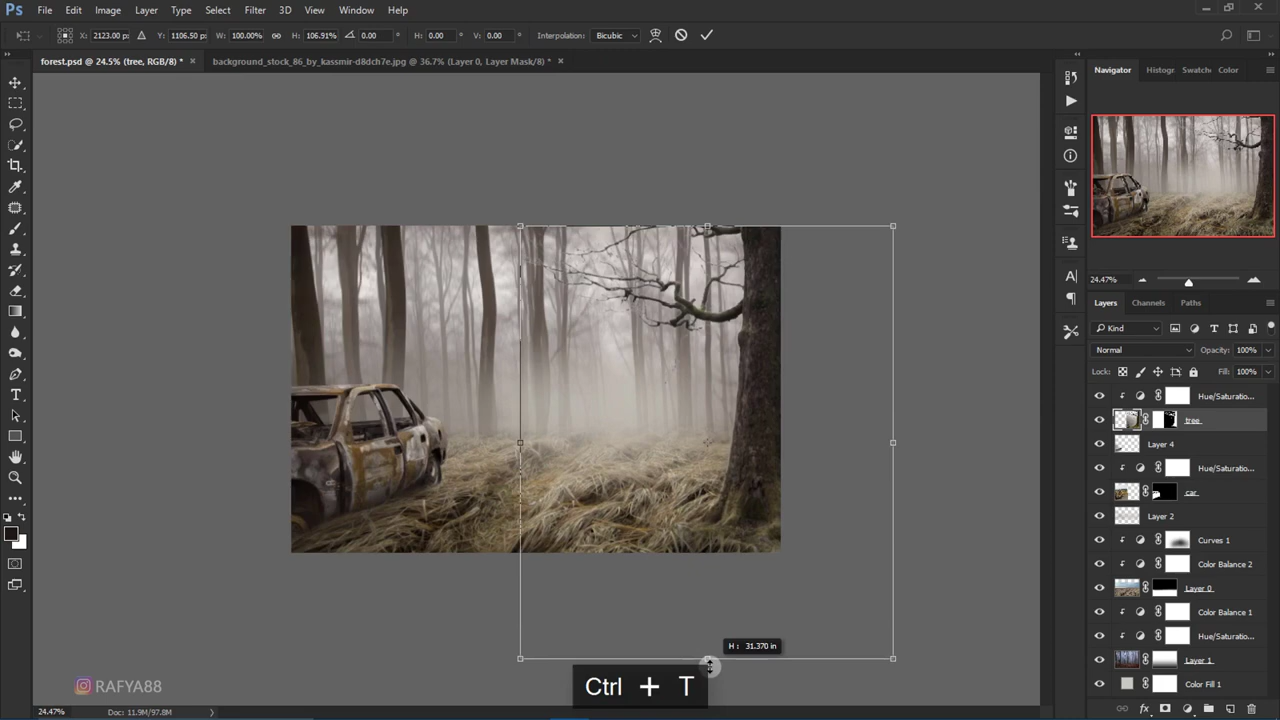 Ps File Edit Image Layer Type Select Filter 3D View Window Help
X: 2123.00 px Y: 1106.50 px W: 100.00% H: 106.91% 0.00 ° H: 0.00 ° V: 0.00 ° Interpolation: Bicubic
forest.psd @ 24.5% (tree, RGB/8) * × background_stock_86_by_kassmir-d8dch7e.jpg @ 36.7% (Layer 0, Layer Mask/8) * ×
Navigator Histogr Swatch Color
24.47%
Layers Channels Paths
Kind
Normal Opacity: 100%
Lock: Fill: 100%
Hue/Saturatio...
tree
Layer 4
Hue/Saturatio...
car
Layer 2
Curves 1
Color Balance 2
Layer 0
Color Balance 1
Hue/Saturatio...
Layer 1
Color Fill 1
H : 31.370 in
Ctrl + T
RAFYA88
24.47% Doc: 11.9M/97.8M